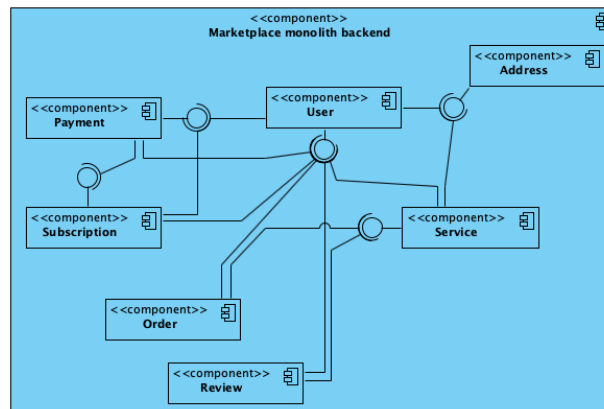 <<component>>
Marketplace monolith backend
<<component>>
Address
<<component>>
User
<<component>>
Payment
<<component>>
Subscription
<<component>>
Service
<<component>>
Order
<<component>>
Review